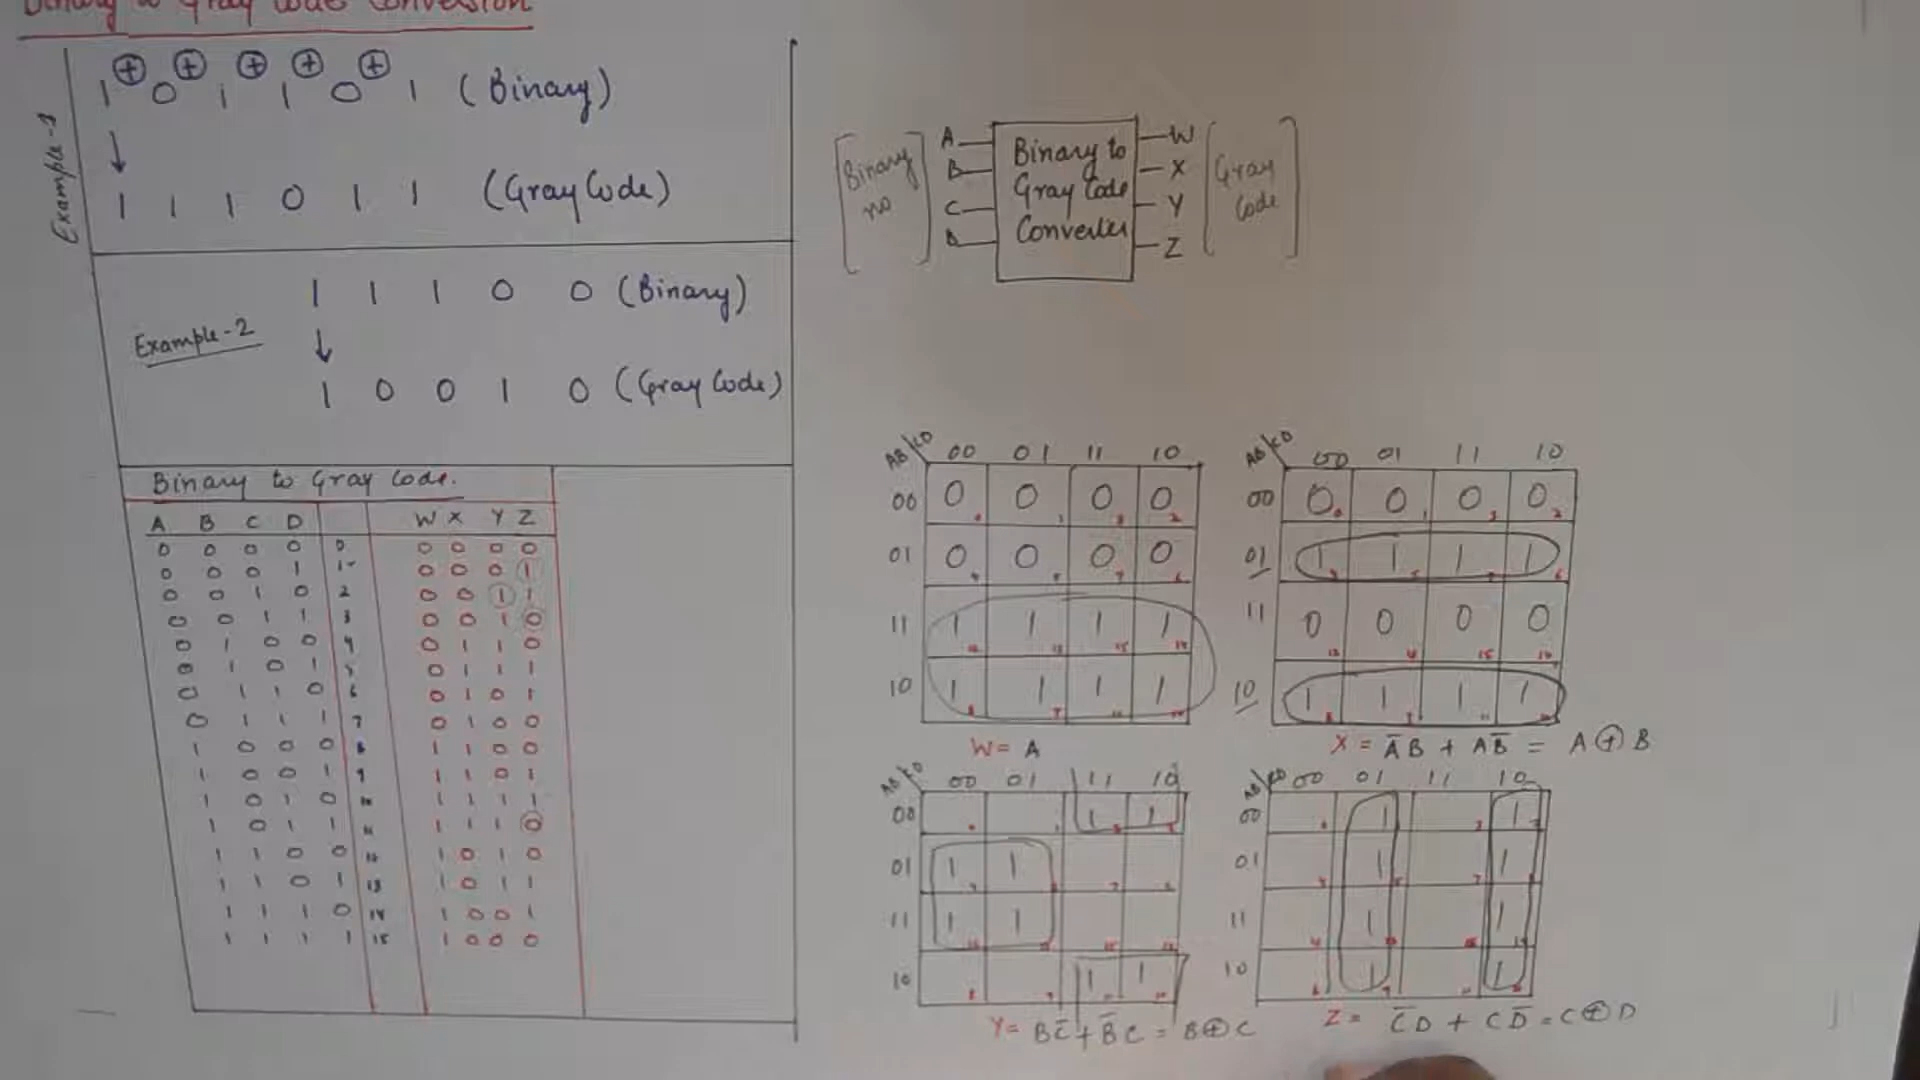 Binary to Gray Code Conversion
Example-1
⊕ ⊕ ⊕ ⊕ ⊕
1 0 1 1 0 1 (Binary)
↓
1 1 1 0 1 1 (Gray Code)
Example-2
1 1 1 0 0 (Binary)
↓
1 0 0 1 0 (Gray Code)
Binary to Gray Code.
A B C D W X Y Z
0 0 0 0 0 0 0 0 0
0 0 0 1 1 0 0 0 1
0 0 1 0 2 0 0 1 1
0 0 1 1 3 0 0 1 0
0 1 0 0 4 0 1 1 0
0 1 0 1 5 0 1 1 1
0 1 1 0 6 0 1 0 1
0 1 1 1 7 0 1 0 0
1 0 0 0 8 1 1 0 0
1 0 0 1 9 1 1 0 1
1 0 1 0 10 1 1 1 1
1 0 1 1 11 1 1 1 0
1 1 0 0 12 1 0 1 0
1 1 0 1 13 1 0 1 1
1 1 1 0 14 1 0 0 1
1 1 1 1 15 1 0 0 0
Binary no
A
B
C
D
Binary to
Gray Code
Converter
W
X
Y
Z
Gray Code
AB CD 00 01 11 10
00 0 0 0 0
01 0 0 0 0
11 1 1 1 1
10 1 1 1 1
W = A
AB CD 00 01 11 10
00 0 0 0 0
01 1 1 1 1
11 0 0 0 0
10 1 1 1 1
X = A̅B + AB̅ = A ⊕ B
AB CD 00 01 11 10
00 1 1
01 1 1
11 1 1
10 1 1
Y = BC̅ + B̅C = B⊕C
AB CD 00 01 11 10
00 1 1
01 1 1
11 1 1
10 1 1
Z = C̅D + CD̅ = C⊕D